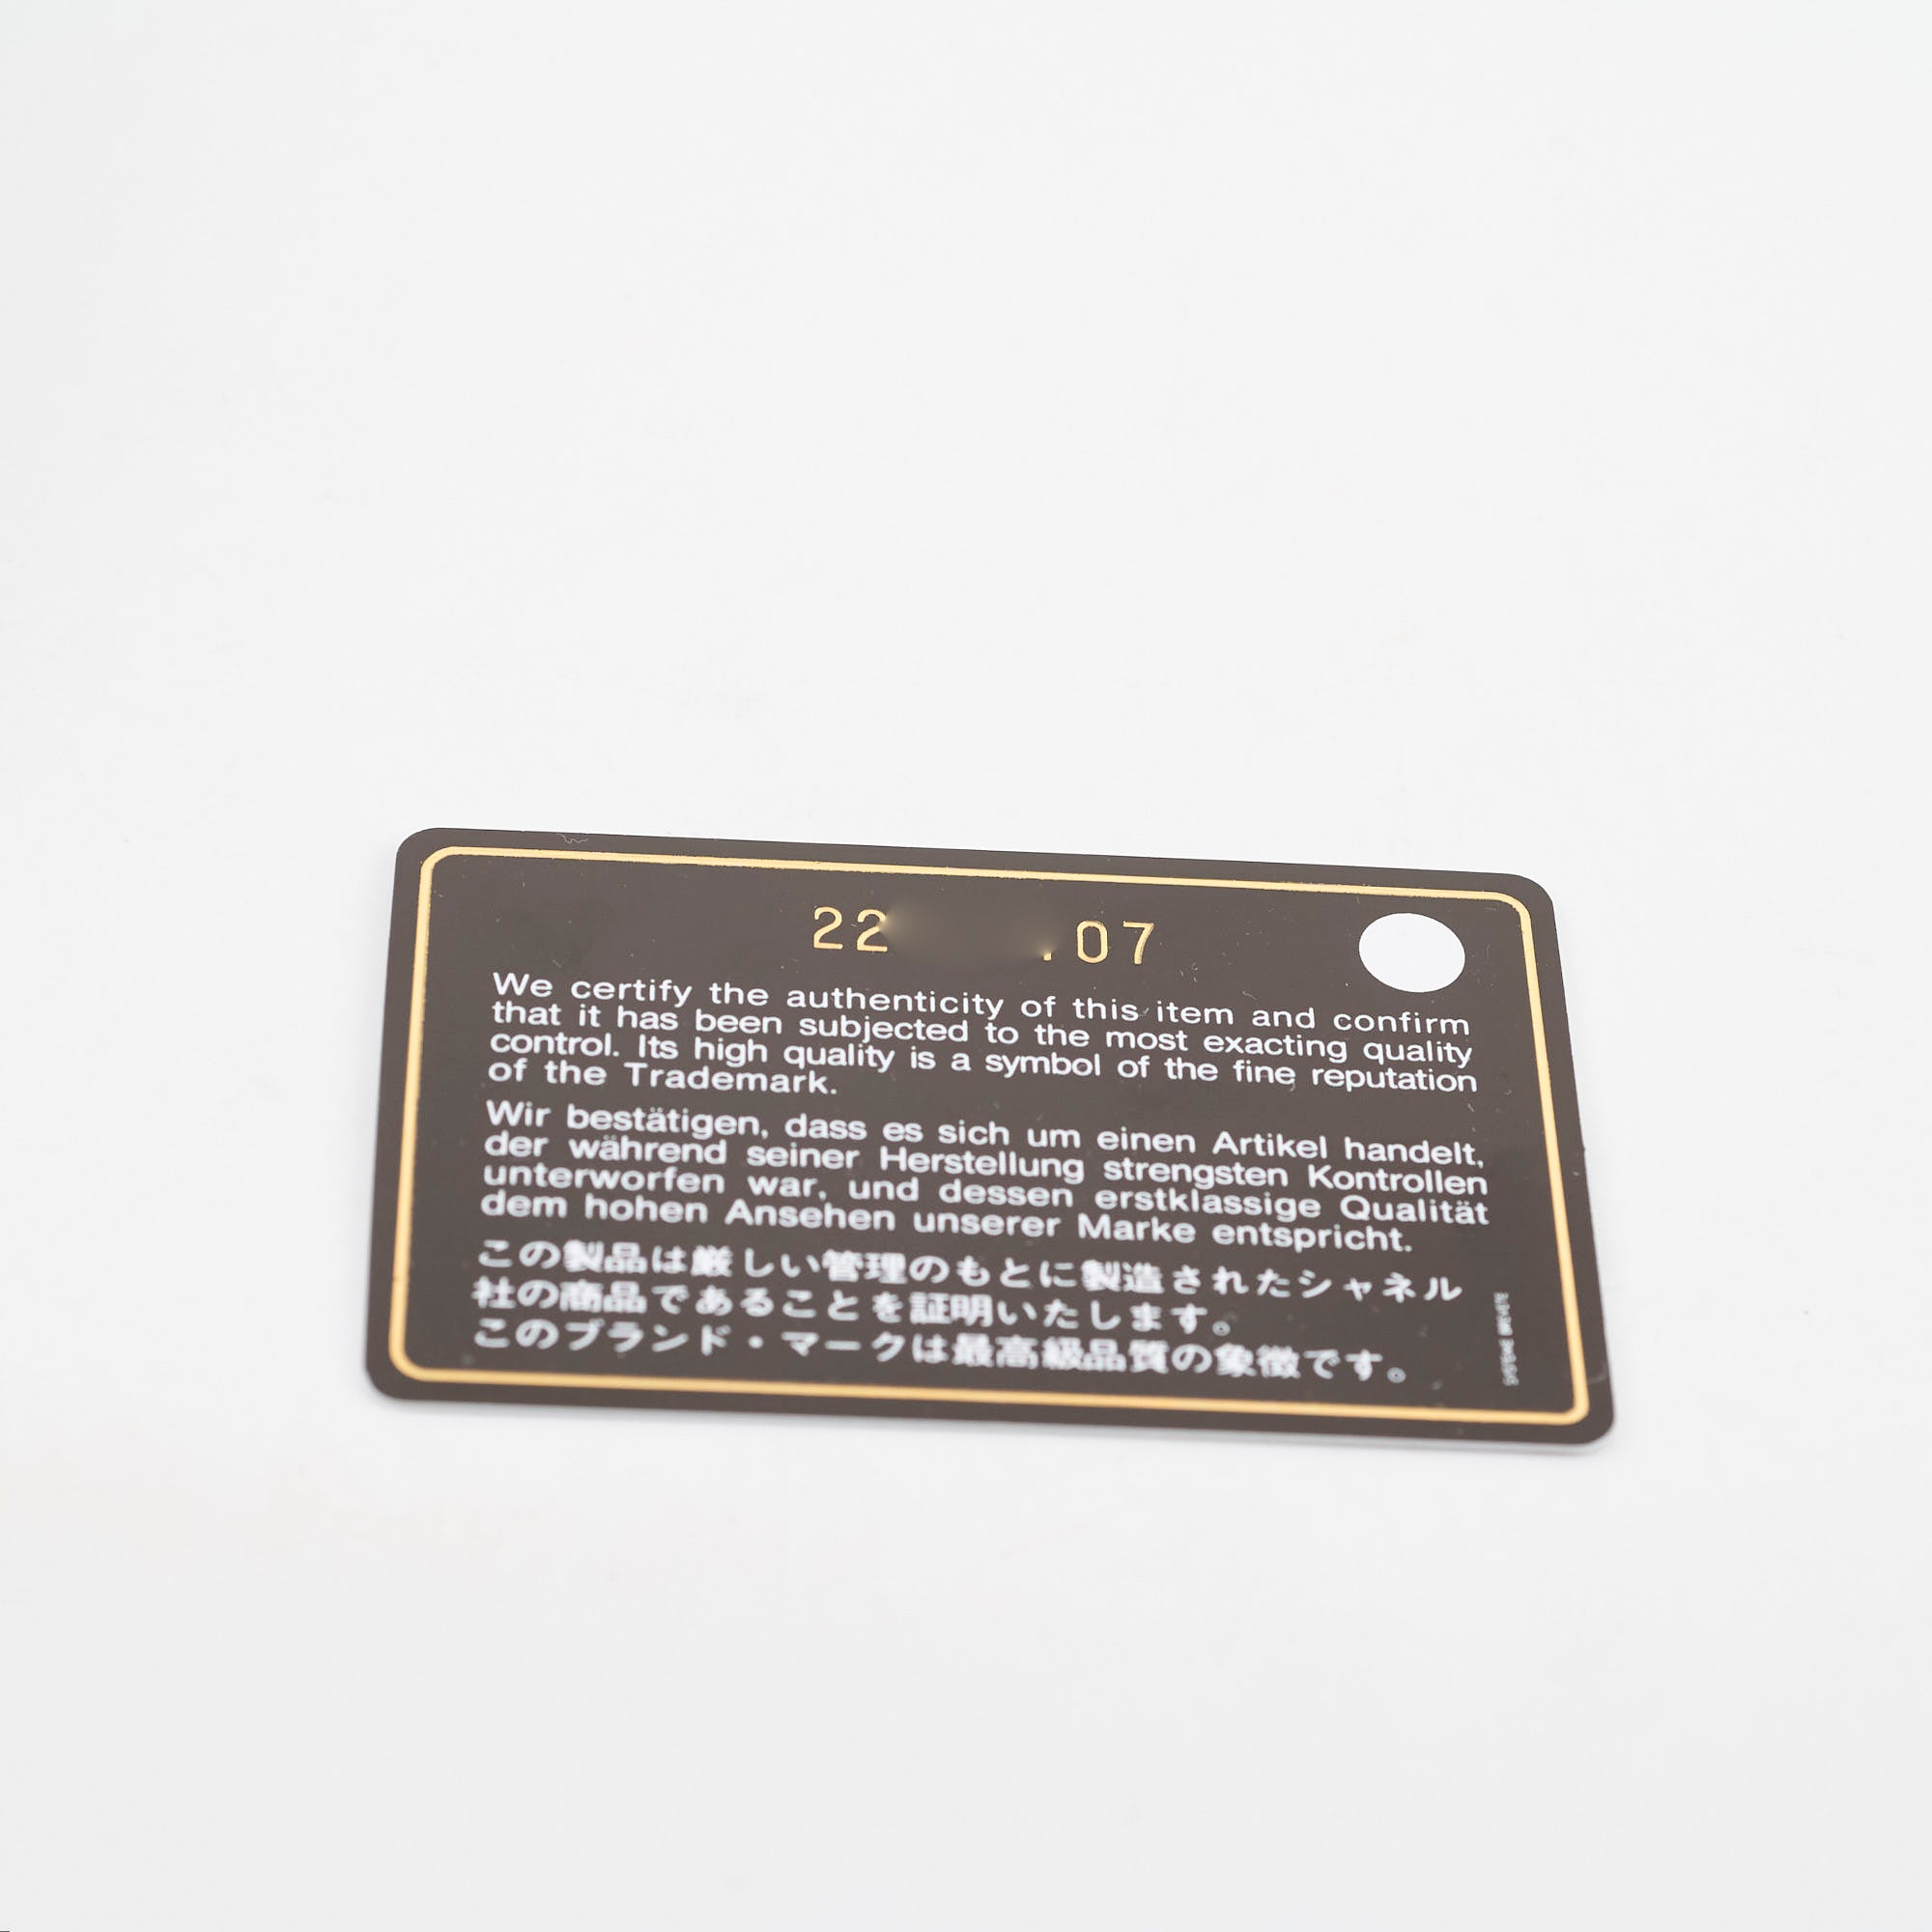 22 07
We certify the authenticity of this item and confirm
that it has been subjected to the most exacting quality
control. Its high quality is a symbol of the fine reputation
of the Trademark.
Wir bestätigen, dass es sich um einen Artikel handelt,
der während seiner Herstellung strengsten Kontrollen
unterworfen war, und dessen erstklassige Qualität
dem hohen Ansehen unserer Marke entspricht.
この製品は厳しい管理のもとに製造されたシャネル
社の商品であることを証明いたします。
このブランド・マークは最高級品質の象徴です。